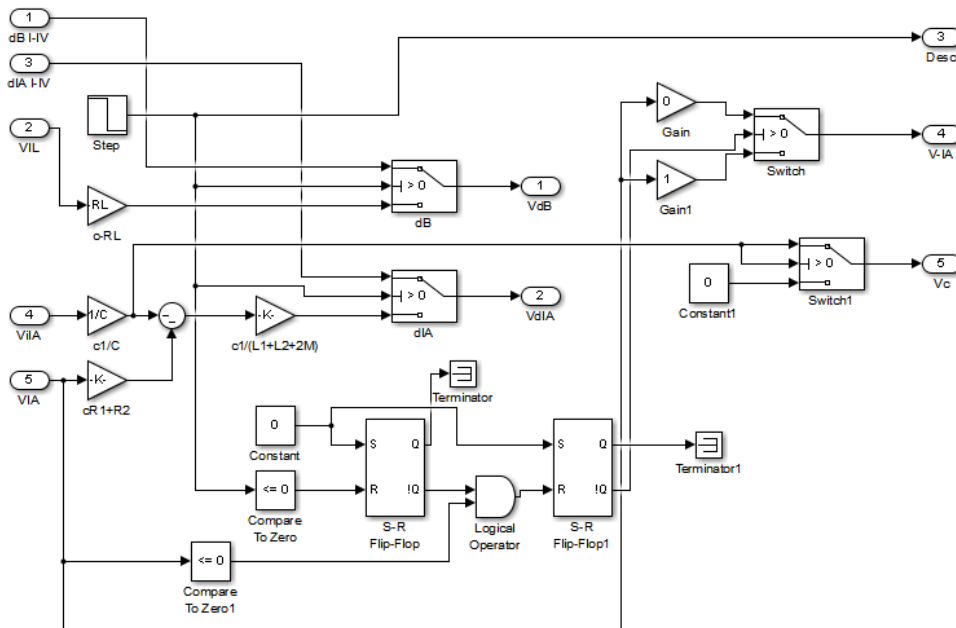 1
dB I-IV
3
dIA I-IV
2
VIL
Step
-RL
c-RL
> 0
dB
1
VdB
3
Desc
0
Gain
1
Gain1
> 0
Switch
4
V-IA
4
ViIA
1/C
c1/C
-K-
c1/(L1+L2+2M)
> 0
dIA
2
VdIA
0
Constant1
> 0
Switch1
5
Vc
5
VIA
-K-
cR1+R2
Terminator
0
Constant
S
Q
R
!Q
S-R
Flip-Flop
<= 0
Compare
To Zero
Logical
Operator
S
Q
R
!Q
S-R
Flip-Flop1
Terminator1
<= 0
Compare
To Zero1